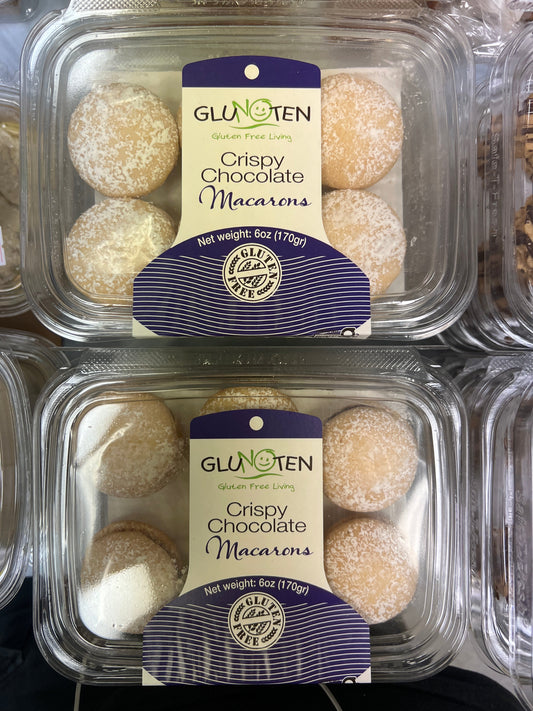 GLUNOTEN
Gluten Free Living
Crispy
Chocolate
Macarons
Net weight: 6oz (170gr)
GLUTEN
FREE
GLUNOTEN
Gluten Free Living
Crispy
Chocolate
Macarons
Net weight: 6oz (170gr)
GLUTEN
FREE